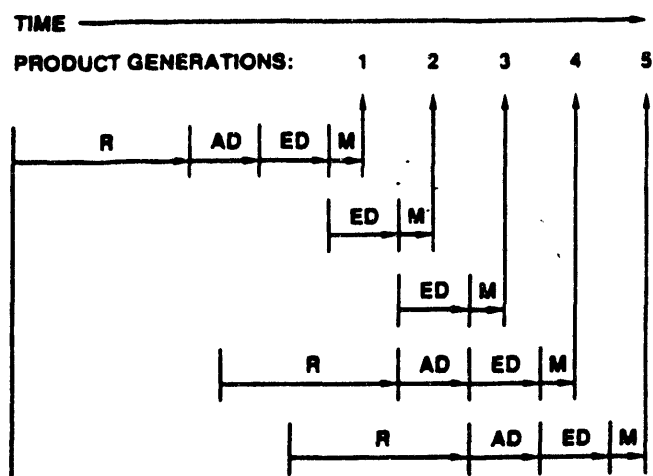 TIME
PRODUCT GENERATIONS: 1 2 3 4 5
R AD ED M
ED M
ED M
R AD ED M
R AD ED M